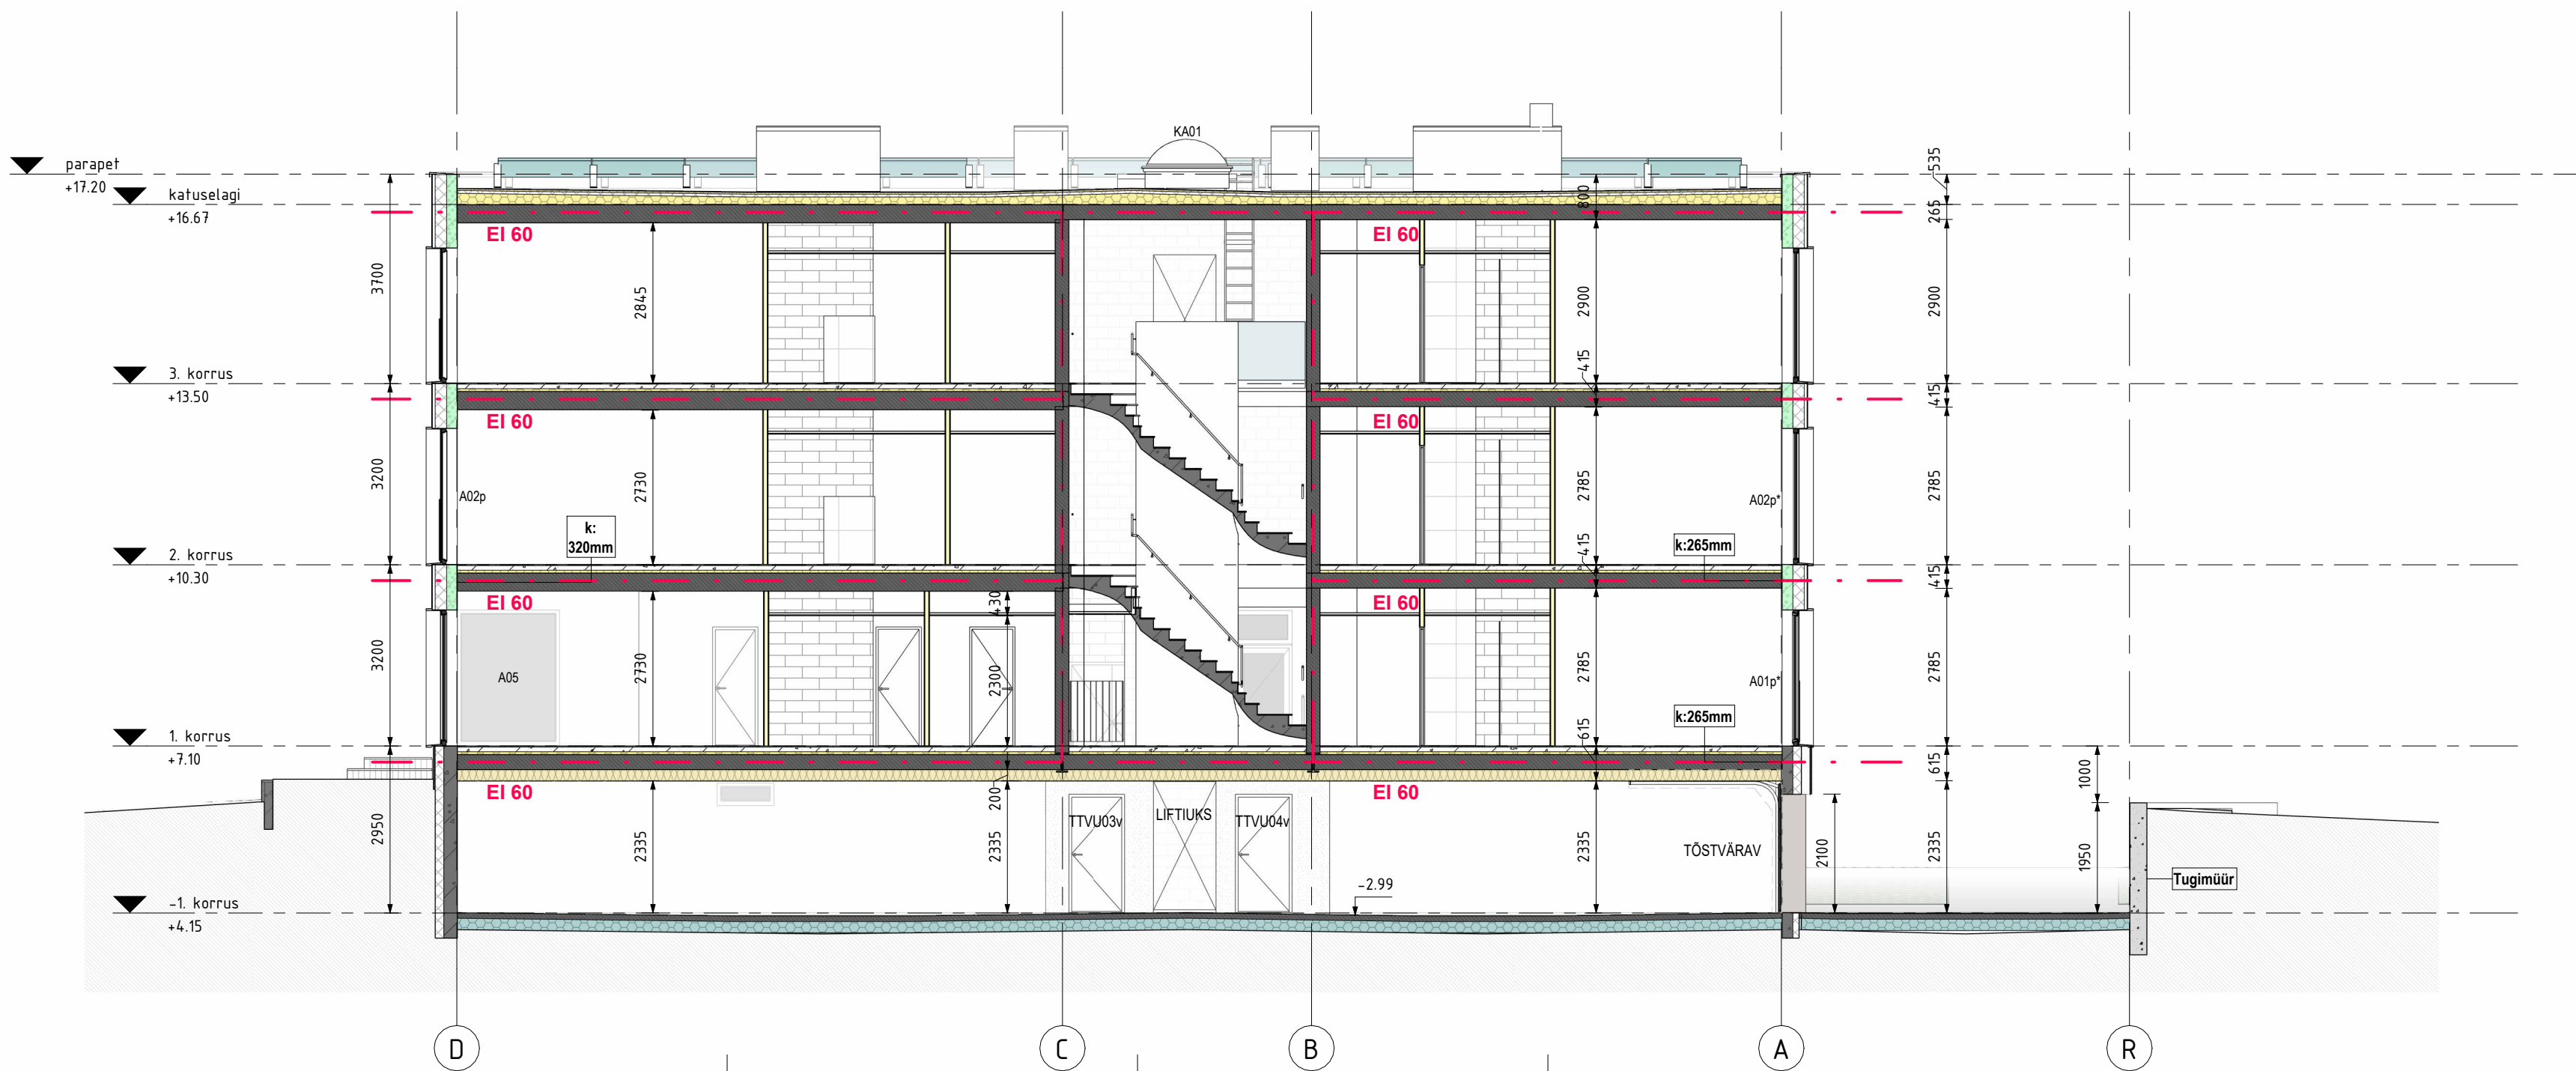 KA01
parapet
+17.20
katuselagi
+16.67
535
800
265
EI 60
EI 60
3700
2845
2900
2900
415
3. korrus
+13.50
415
EI 60
EI 60
3200
2730
2785
2785
A02p
A02p*
k:
320mm
k:265mm
415
2. korrus
+10.30
415
EI 60
EI 60
430
3200
2730
2300
2785
2785
A05
A01p*
k:265mm
615
1. korrus
+7.10
615
1000
EI 60
EI 60
200
2950
2335
2335
TTVU03v
LIFTIUKS
TTVU04v
2335
TÕSTVÄRAV
2100
2335
1950
Tugimüür
-2.99
-1. korrus
+4.15
D
C
B
A
R